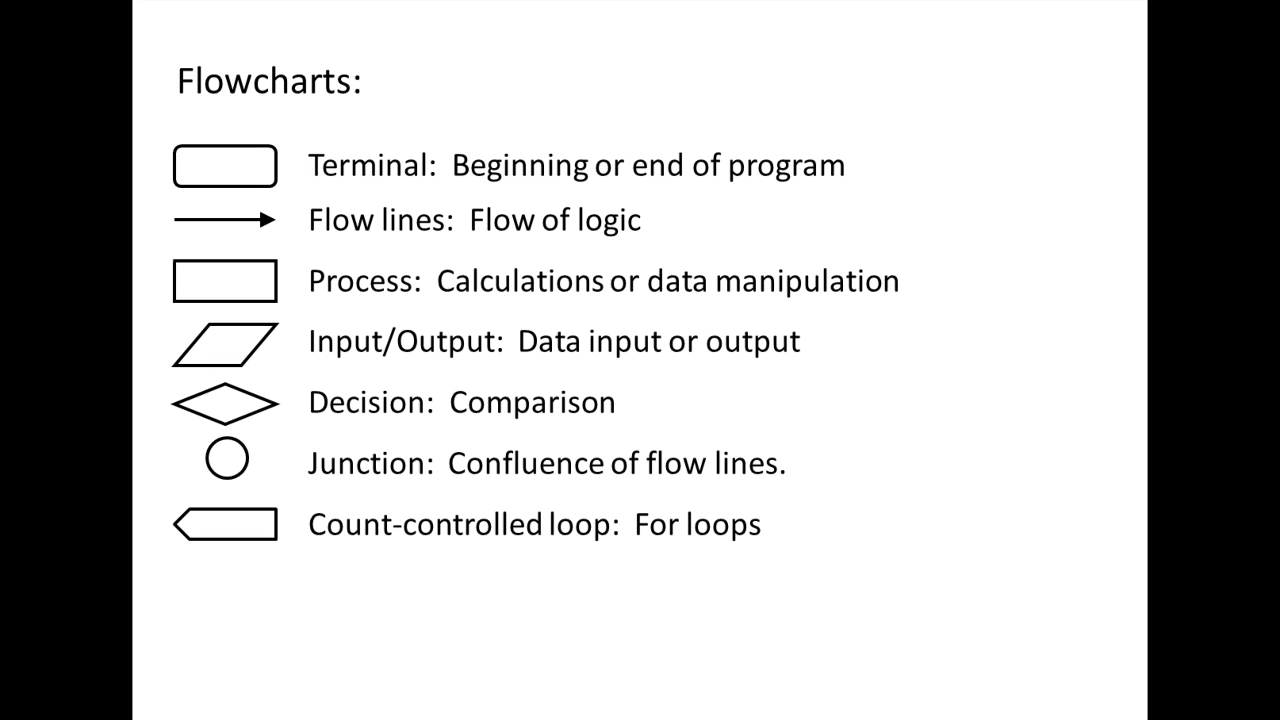 Flowcharts:
Terminal: Beginning or end of program
Flow lines: Flow of logic
Process: Calculations or data manipulation
Input/Output: Data input or output
Decision: Comparison
Junction: Confluence of flow lines.
Count-controlled loop: For loops